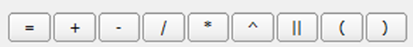 = + - / * ^ || ( )